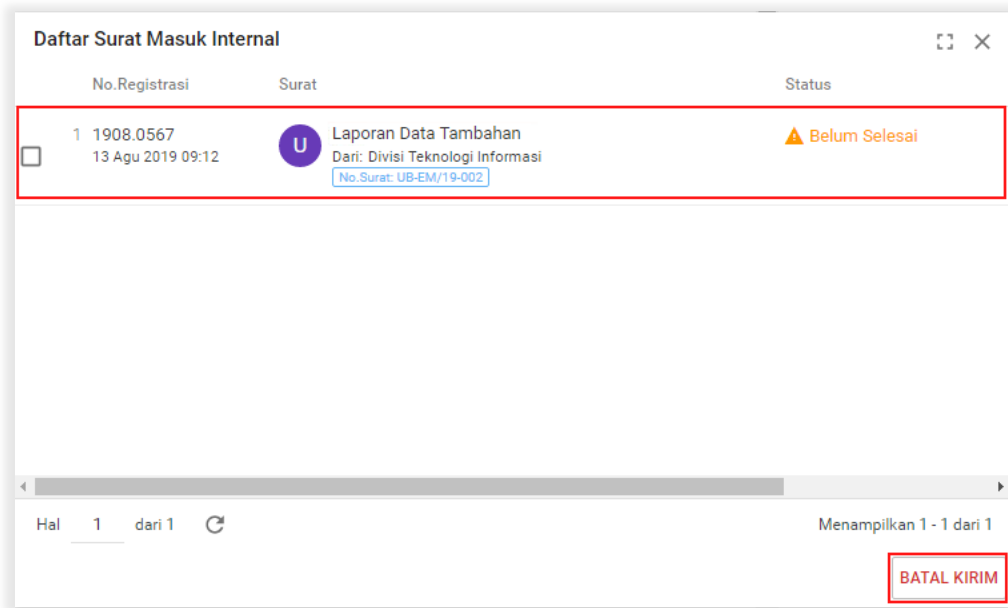 Daftar Surat Masuk Internal
No.Registrasi Surat Status
1 1908.0567 U Laporan Data Tambahan Belum Selesai
13 Agu 2019 09:12 Dari: Divisi Teknologi Informasi
No.Surat: UB-EM/19-002
Hal 1 dari 1 Menampilkan 1 - 1 dari 1
BATAL KIRIM